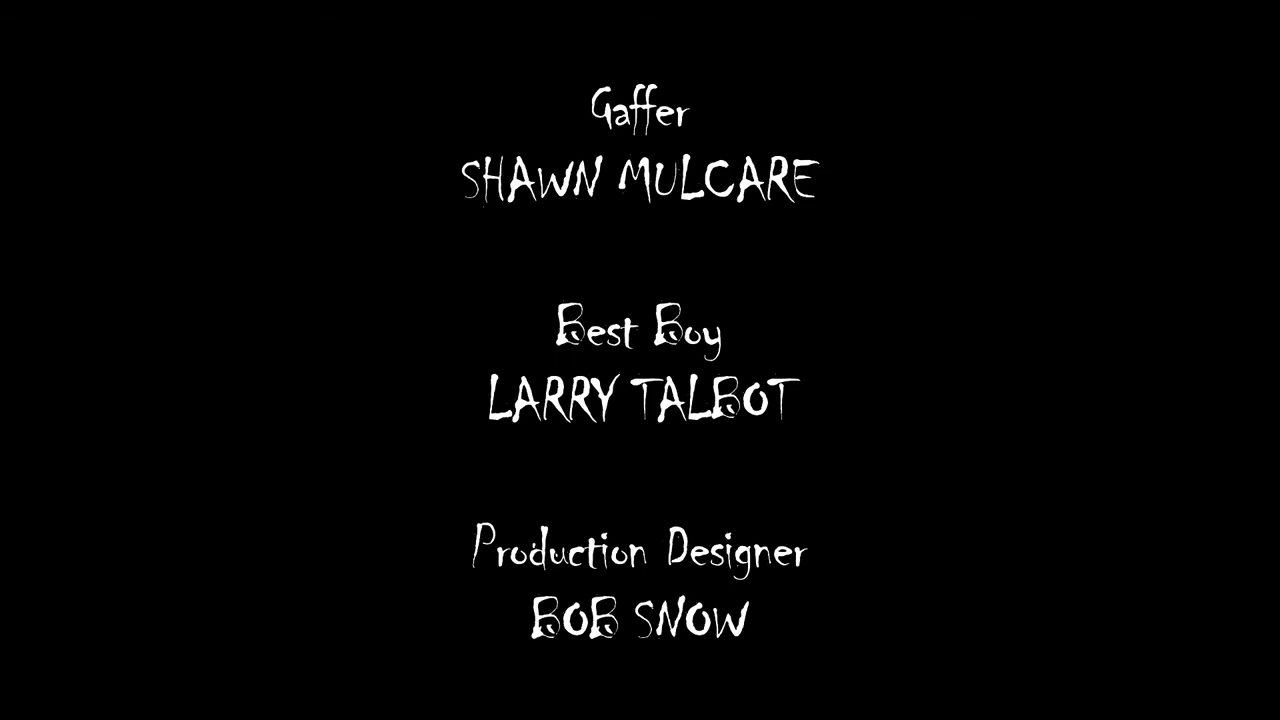 Gaffer
SHAWN MULCARE
Best Boy
LARRY TALBOT
Production Designer
BOB SNOW